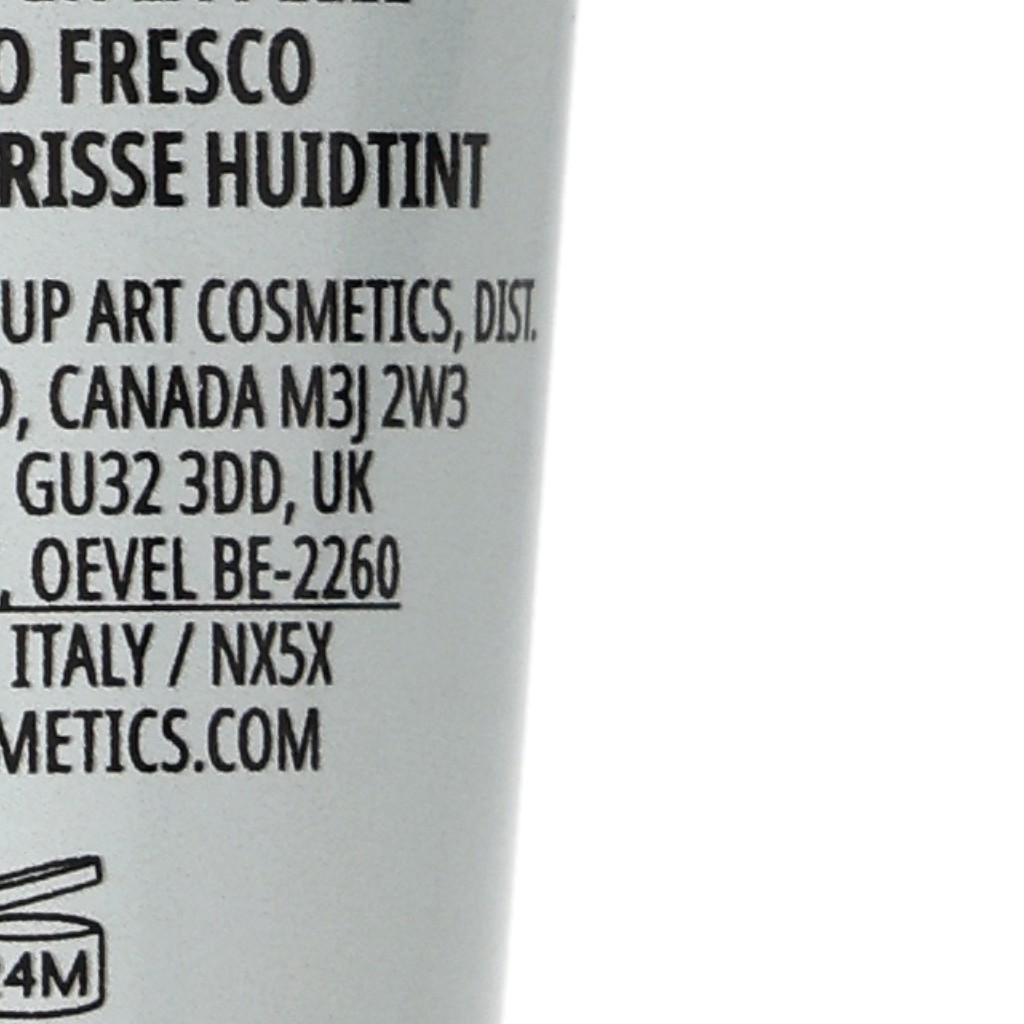 FRESCO
RISSE HUIDTINT
UP ART COSMETICS, DIST.
, CANADA M3J 2W3
GU32 3DD, UK
, OEVEL BE-2260
ITALY / NX5X
METICS.COM
24M